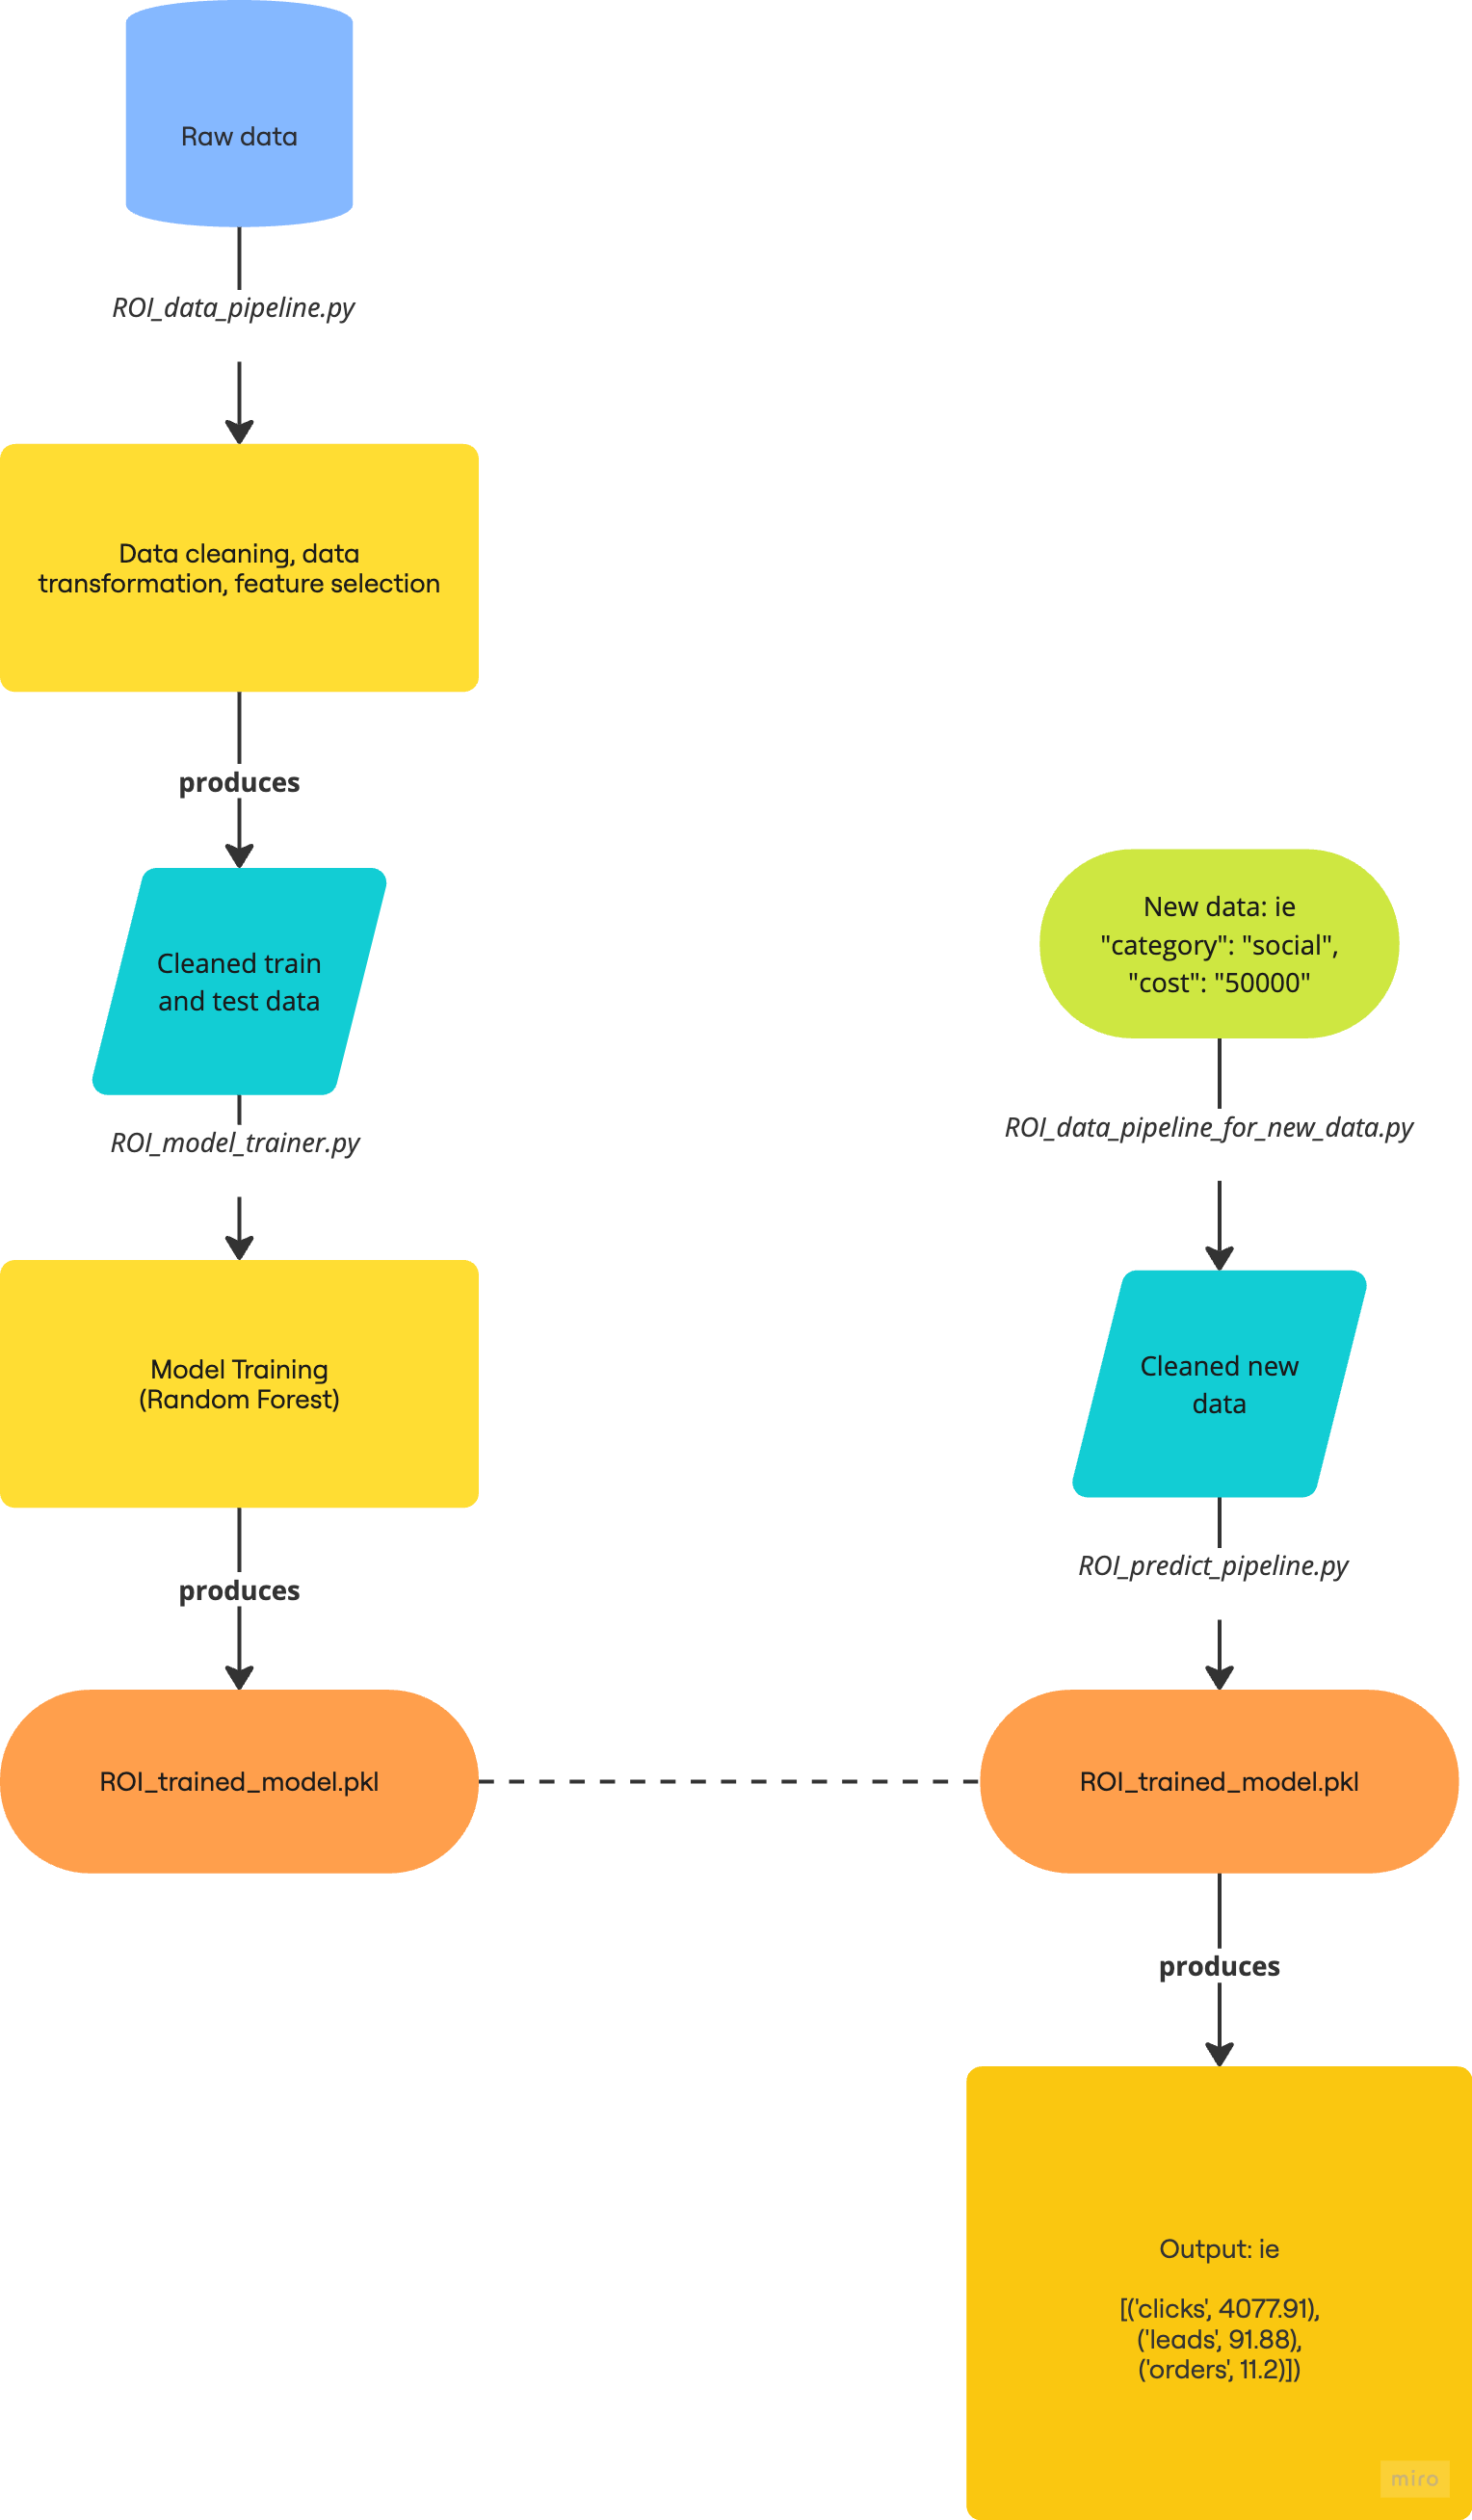 Raw data
ROI_data_pipeline.py
Data cleaning, data
transformation, feature selection
produces
Cleaned train
and test data
ROI_model_trainer.py
Model Training
(Random Forest)
produces
ROI_trained_model.pkl
New data: ie
"category": "social",
"cost": "50000"
ROI_data_pipeline_for_new_data.py
Cleaned new
data
ROI_predict_pipeline.py
ROI_trained_model.pkl
produces
Output: ie
[('clicks', 4077.91),
('leads', 91.88),
('orders', 11.2)])
miro